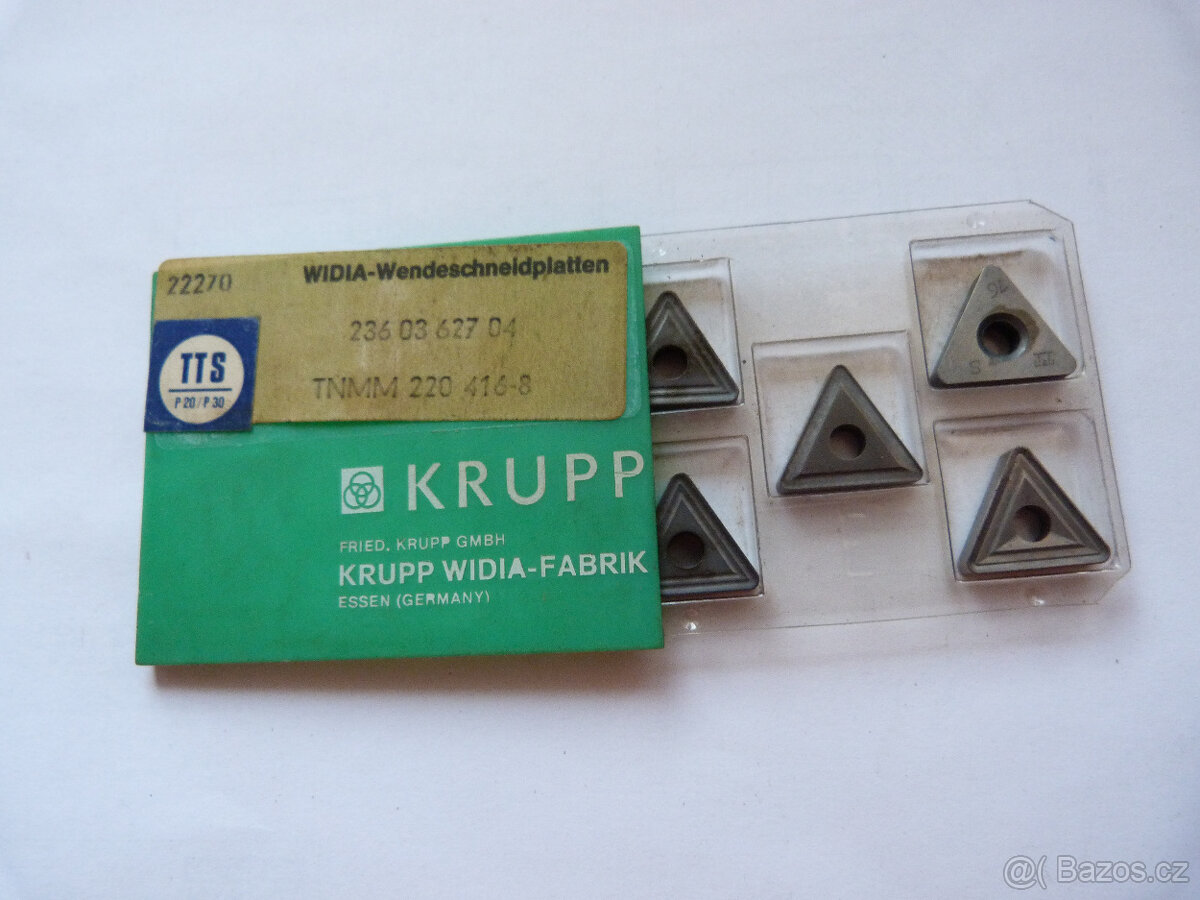 22270
WIDIA-Wendeschneidplatten
236 03 627 04
TTS
P 20 / P 30
TNMM 220 416-8
KRUPP
FRIED. KRUPP GMBH
KRUPP WIDIA-FABRIK
ESSEN (GERMANY)
16
S
@( Bazos.cz